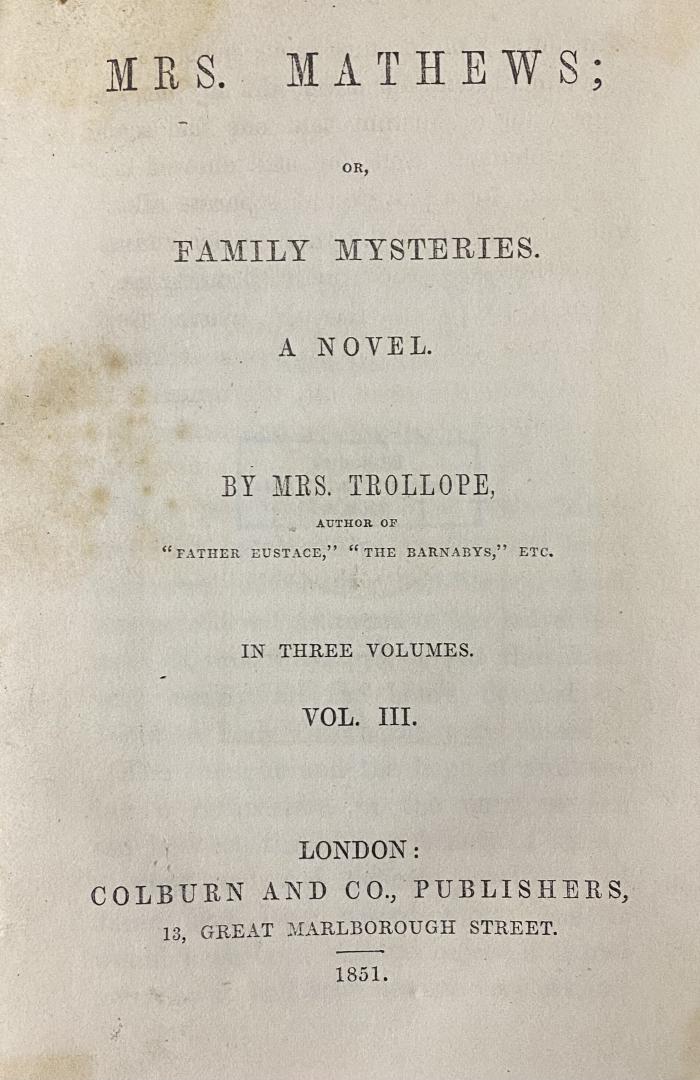 MRS. MATHEWS;
OR,
FAMILY MYSTERIES.
A NOVEL.
BY MRS. TROLLOPE,
AUTHOR OF
“FATHER EUSTACE,” “THE BARNABYS,” ETC.
IN THREE VOLUMES.
VOL. III.
LONDON:
COLBURN AND CO., PUBLISHERS,
13, GREAT MARLBOROUGH STREET.
1851.